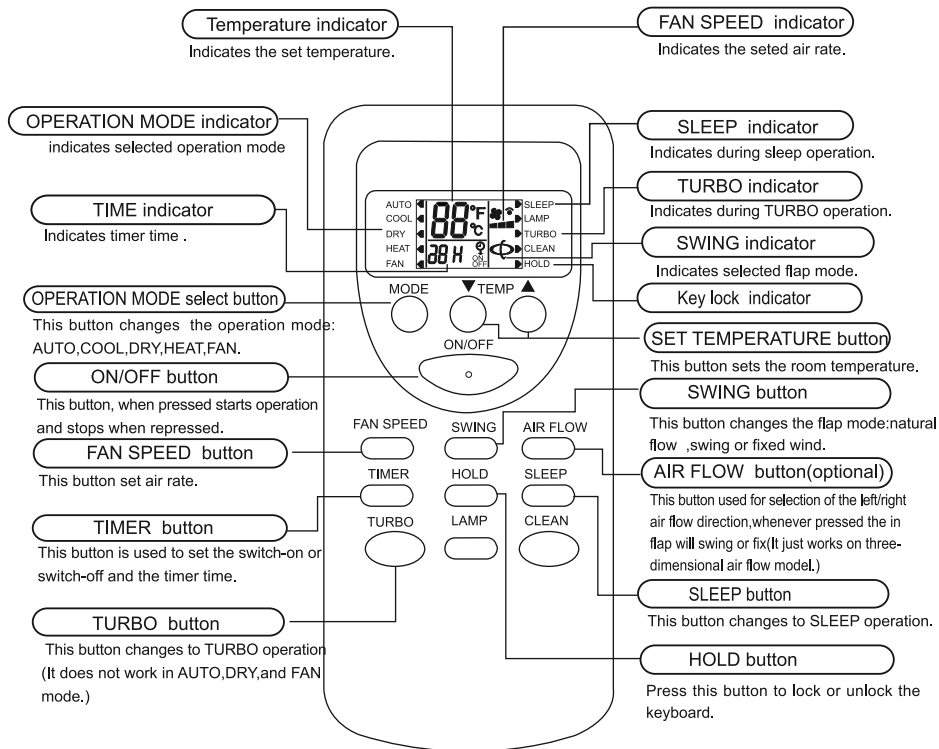 Temperature indicator
Indicates the set temperature.
FAN SPEED indicator
Indicates the seted air rate.
OPERATION MODE indicator
indicates selected operation mode
TIME indicator
Indicates timer time .
OPERATION MODE select button
This button changes the operation mode:
AUTO,COOL,DRY,HEAT,FAN.
ON/OFF button
This button, when pressed starts operation
and stops when repressed.
FAN SPEED button
This button set air rate.
TIMER button
This button is used to set the switch-on or
switch-off and the timer time.
TURBO button
This button changes to TURBO operation
(It does not work in AUTO,DRY,and FAN
mode.)
AUTO
COOL
DRY
HEAT
FAN
88°F
°C
28 H
ON
OFF
SLEEP
LAMP
TURBO
CLEAN
HOLD
MODE ▼ TEMP ▲
ON/OFF
FAN SPEED SWING AIR FLOW
TIMER HOLD SLEEP
TURBO LAMP CLEAN
SLEEP indicator
Indicates during sleep operation.
TURBO indicator
Indicates during TURBO operation.
SWING indicator
Indicates selected flap mode.
Key lock indicator
SET TEMPERATURE button
This button sets the room temperature.
SWING button
This button changes the flap mode:natural
flow ,swing or fixed wind.
AIR FLOW button(optional)
This button used for selection of the left/right
air flow direction,whenever pressed the in
flap will swing or fix(It just works on three-
dimensional air flow model.)
SLEEP button
This button changes to SLEEP operation.
HOLD button
Press this button to lock or unlock the
keyboard.